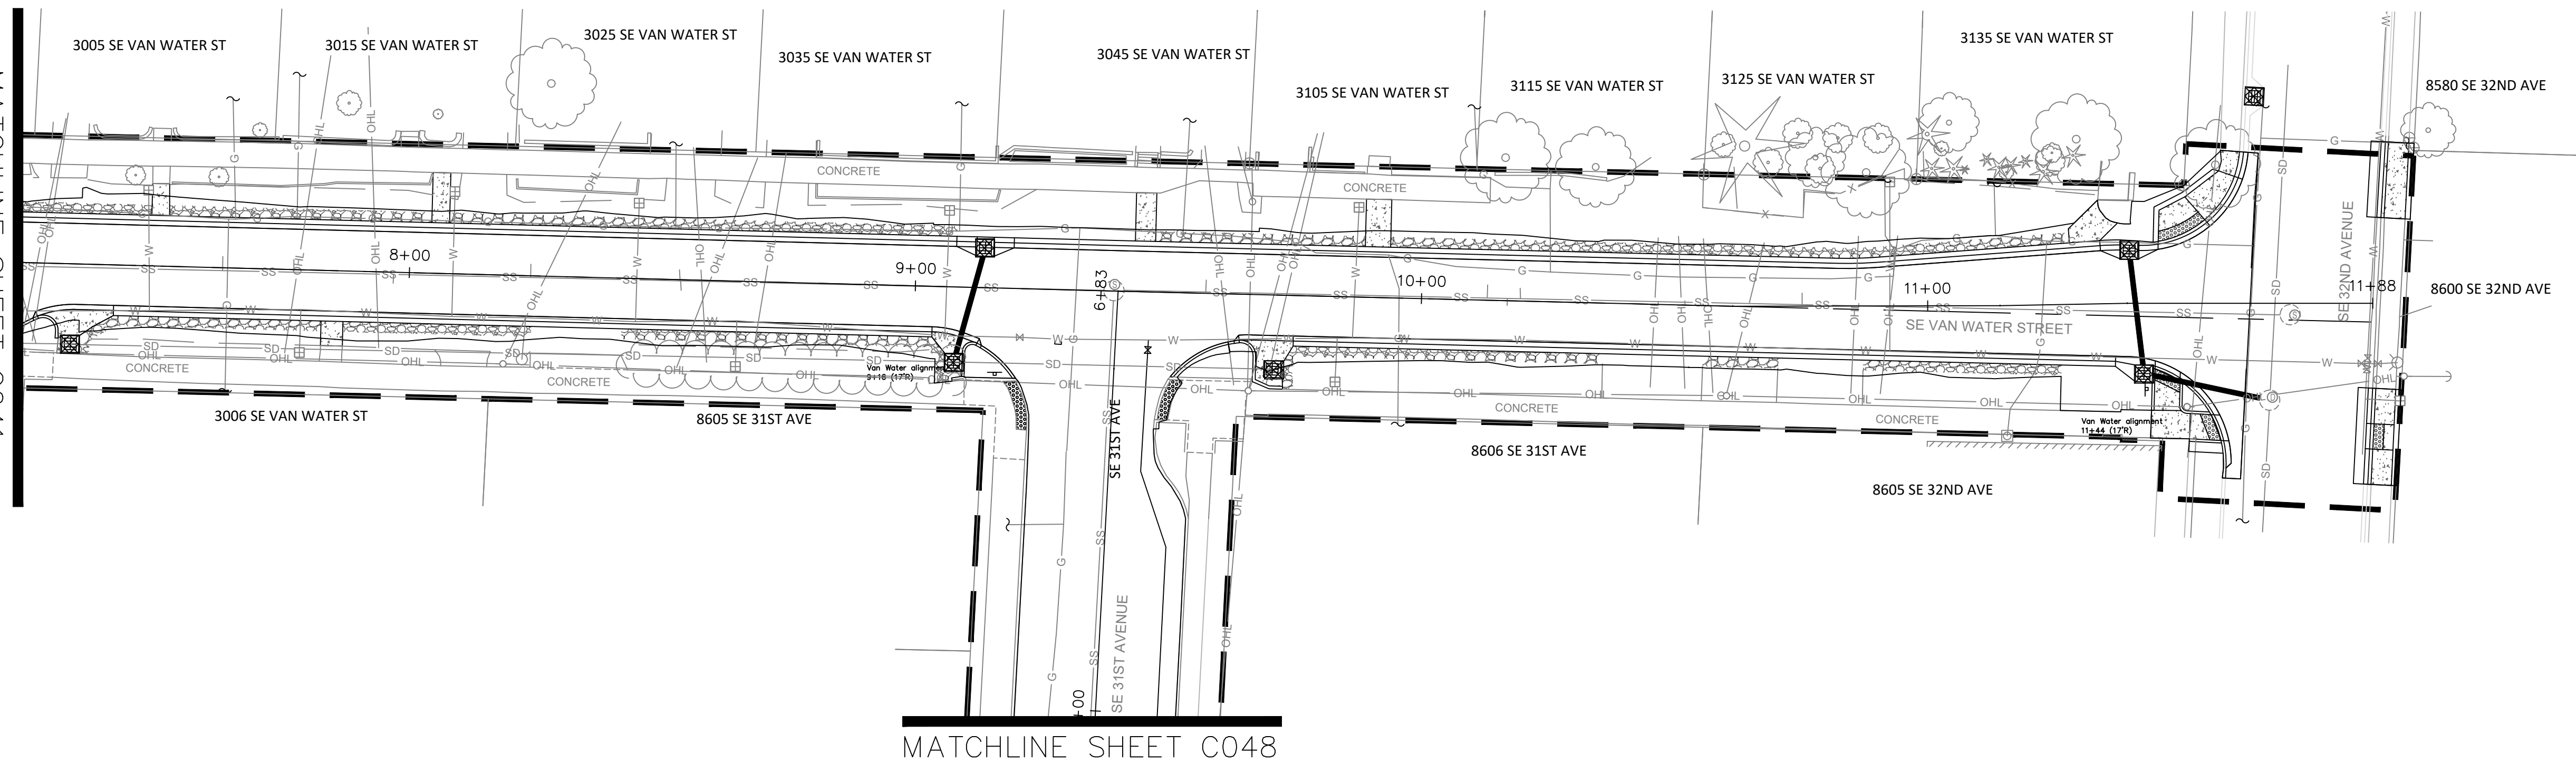 3005 SE VAN WATER ST
3015 SE VAN WATER ST
3025 SE VAN WATER ST
3035 SE VAN WATER ST
3045 SE VAN WATER ST
3105 SE VAN WATER ST
3115 SE VAN WATER ST
3125 SE VAN WATER ST
3135 SE VAN WATER ST
8580 SE 32ND AVE
CONCRETE
CONCRETE
8+00
9+00
10+00
11+00
11+88
6+83
SE VAN WATER STREET
SE 32ND AVENUE
8600 SE 32ND AVE
CONCRETE
CONCRETE
CONCRETE
CONCRETE
Van Water alignment
9+16 (17'R)
Van Water alignment
11+44 (17'R)
3006 SE VAN WATER ST
8605 SE 31ST AVE
SE 31ST AVE
8606 SE 31ST AVE
8605 SE 32ND AVE
SE 31ST AVENUE
+00
MATCHLINE SHEET C048